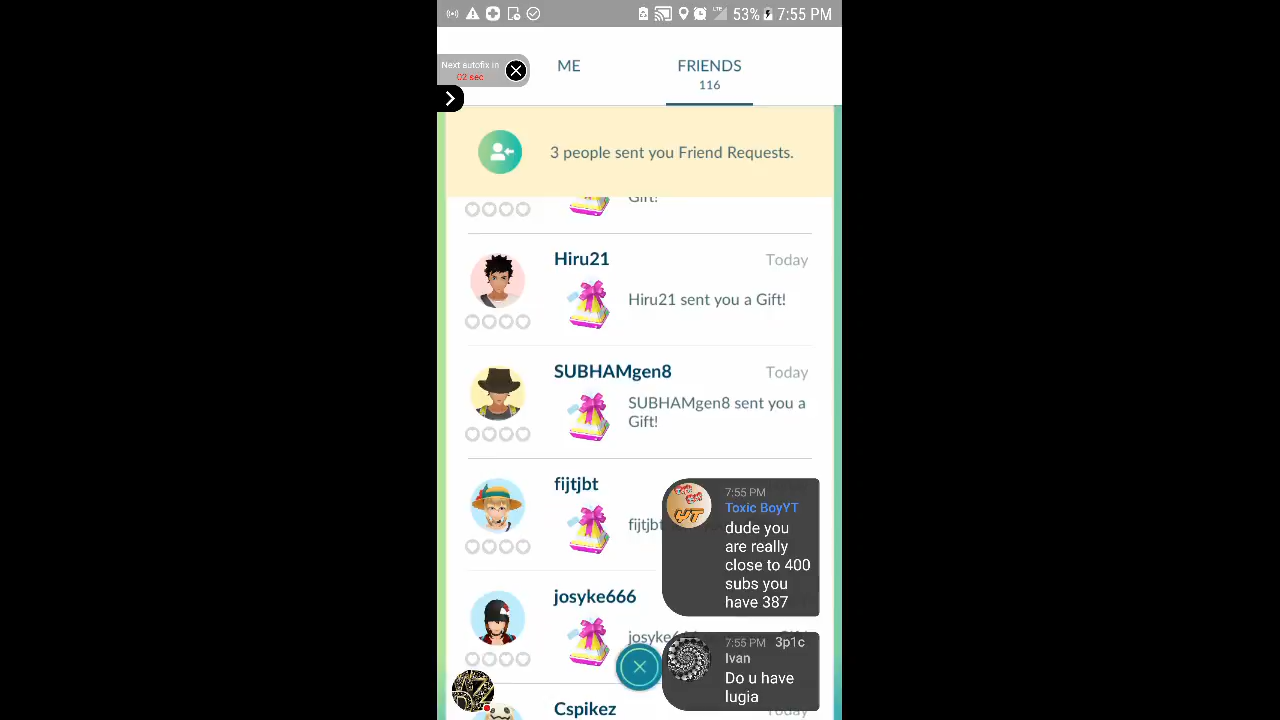 LTE 53% 7:55 PM
Next autofix in
02 sec
ME
FRIENDS
116
3 people sent you Friend Requests.
Gift!
Hiru21
Today
Hiru21 sent you a Gift!
SUBHAMgen8
Today
SUBHAMgen8 sent you a
Gift!
fijtjbt
fijtjbt
7:55 PM
Toxic BoyYT
dude you
are really
close to 400
subs you
have 387
josyke666
7:55 PM 3p1c
Ivan
Do u have
lugia
Cspikez
Today